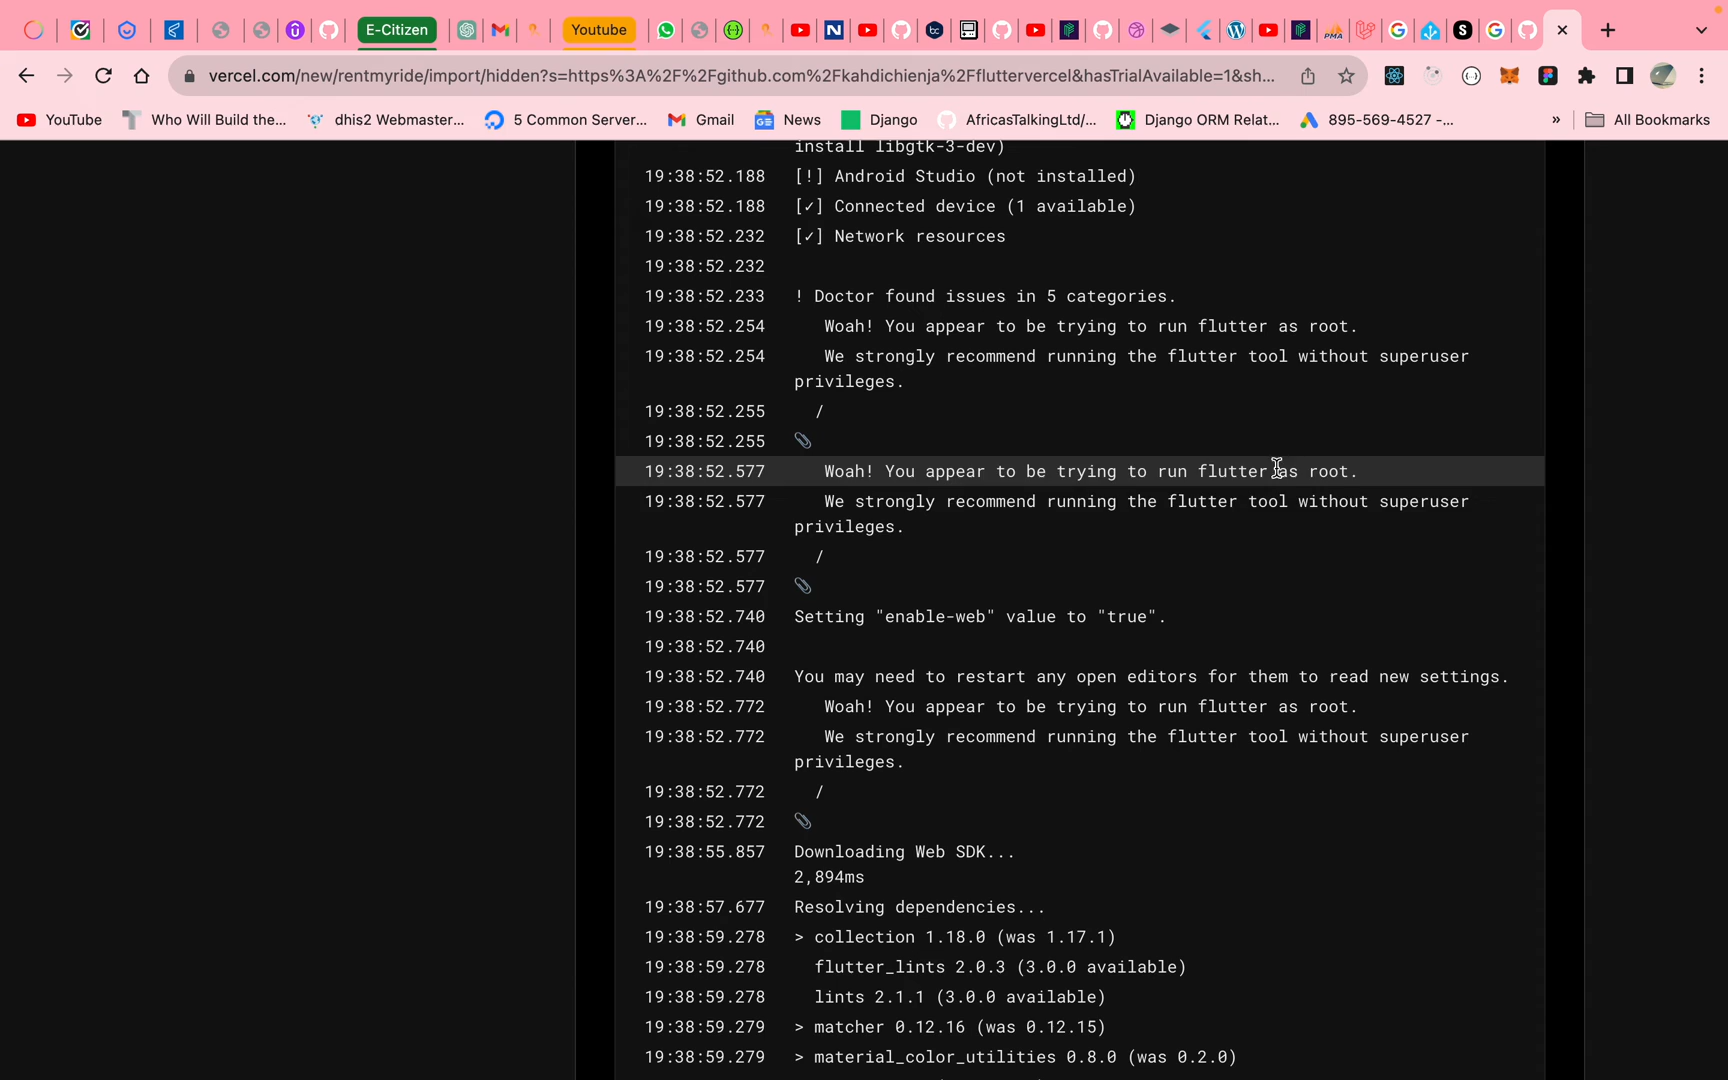 E-Citizen
Youtube
vercel.com/new/rentmyride/import/hidden?s=https%3A%2F%2Fgithub.com%2Fkahdichienja%2Ffluttervercel&hasTrialAvailable=1&sh...
YouTube
Who Will Build the...
dhis2 Webmaster...
5 Common Server...
Gmail
News
Django
AfricasTalkingLtd/...
Django ORM Relat...
895-569-4527 -...
»
All Bookmarks
install libgtk-3-dev)
19:38:52.188 [!] Android Studio (not installed)
19:38:52.188 [✓] Connected device (1 available)
19:38:52.232 [✓] Network resources
19:38:52.232
19:38:52.233 ! Doctor found issues in 5 categories.
19:38:52.254 Woah! You appear to be trying to run flutter as root.
19:38:52.254 We strongly recommend running the flutter tool without superuser
privileges.
19:38:52.255 /
19:38:52.255 📎
19:38:52.577 Woah! You appear to be trying to run flutter as root.
19:38:52.577 We strongly recommend running the flutter tool without superuser
privileges.
19:38:52.577 /
19:38:52.577 📎
19:38:52.740 Setting "enable-web" value to "true".
19:38:52.740
19:38:52.740 You may need to restart any open editors for them to read new settings.
19:38:52.772 Woah! You appear to be trying to run flutter as root.
19:38:52.772 We strongly recommend running the flutter tool without superuser
privileges.
19:38:52.772 /
19:38:52.772 📎
19:38:55.857 Downloading Web SDK...
2,894ms
19:38:57.677 Resolving dependencies...
19:38:59.278 > collection 1.18.0 (was 1.17.1)
19:38:59.278 flutter_lints 2.0.3 (3.0.0 available)
19:38:59.278 lints 2.1.1 (3.0.0 available)
19:38:59.279 > matcher 0.12.16 (was 0.12.15)
19:38:59.279 > material_color_utilities 0.8.0 (was 0.2.0)